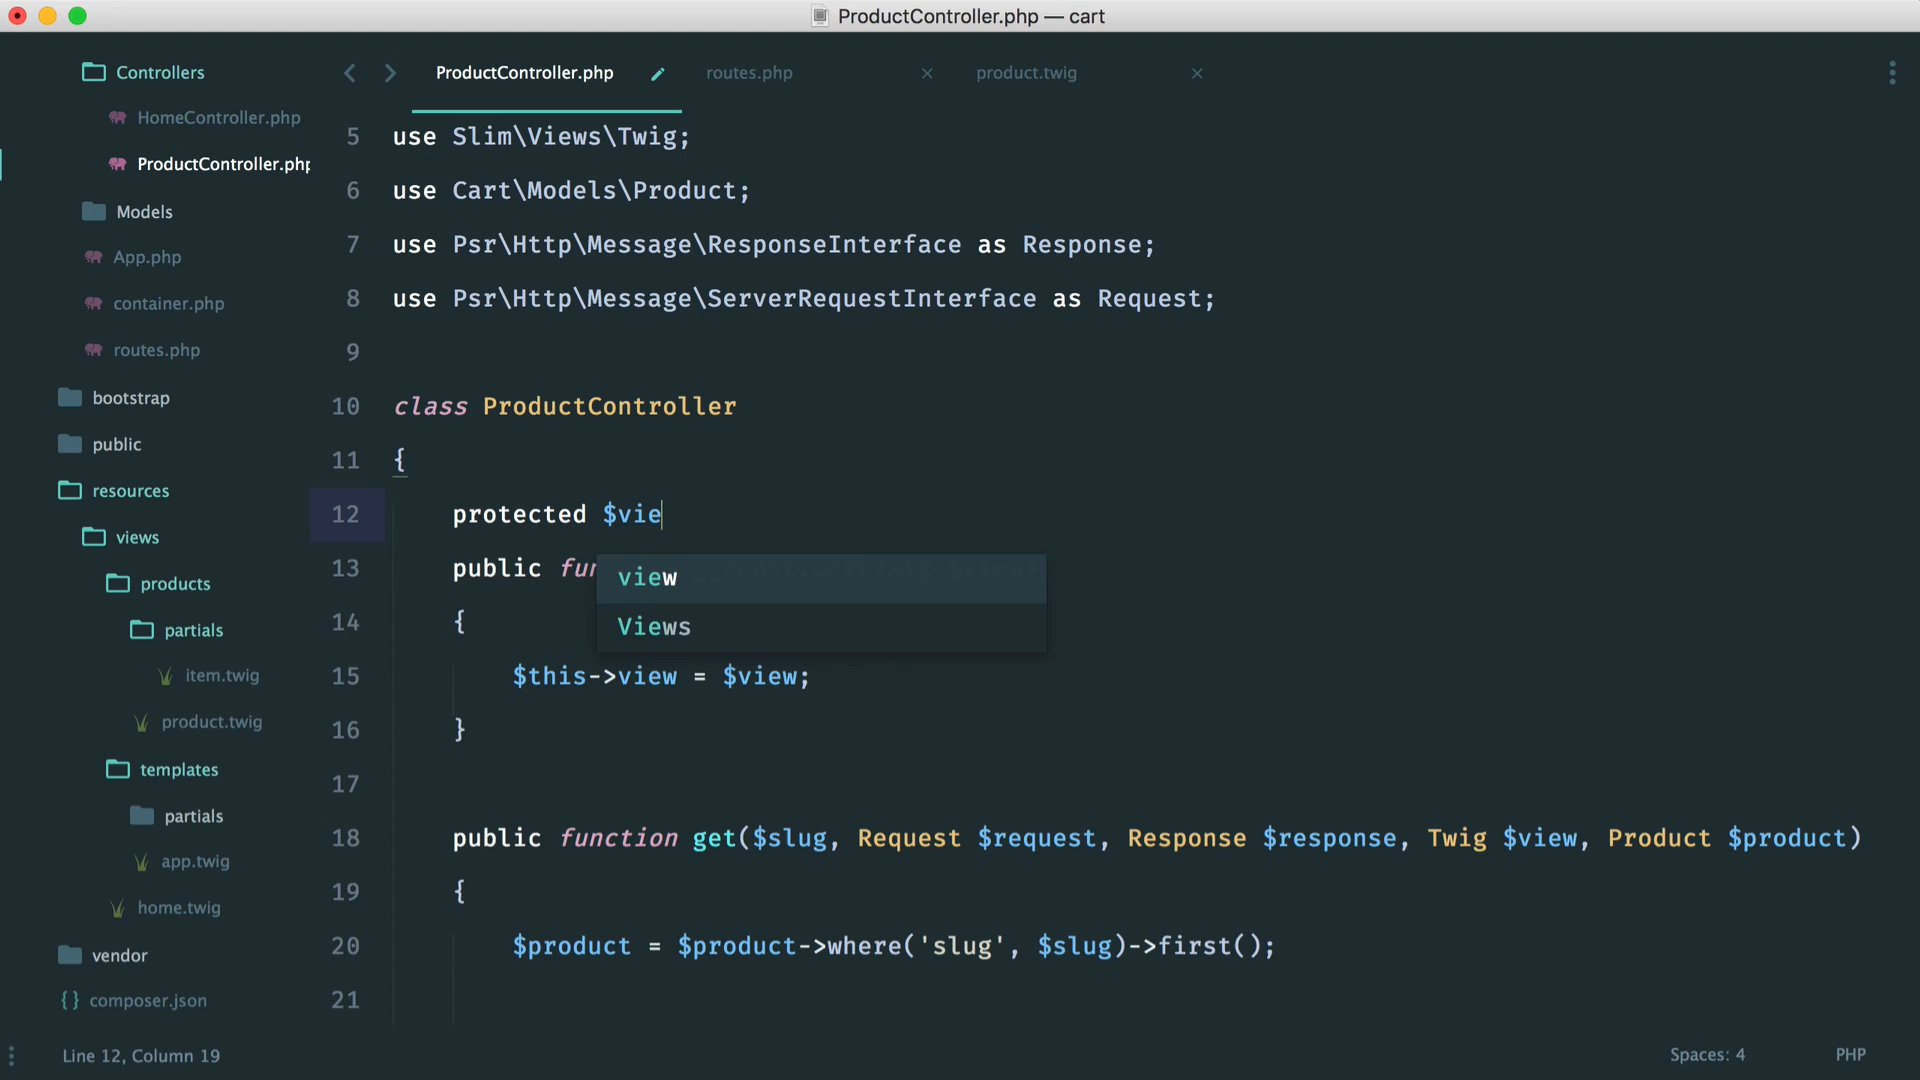 ProductController.php — cart
Controllers
HomeController.php
ProductController.php
Models
App.php
container.php
routes.php
bootstrap
public
resources
views
products
partials
item.twig
product.twig
templates
partials
app.twig
home.twig
vendor
{ } composer.json
ProductController.php
routes.php
product.twig
5 use Slim\Views\Twig;
6 use Cart\Models\Product;
7 use Psr\Http\Message\ResponseInterface as Response;
8 use Psr\Http\Message\ServerRequestInterface as Request;
9
10 class ProductController
11 {
12 protected $vie
13 public fun
view
Views
14 {
15 $this->view = $view;
16 }
17
18 public function get($slug, Request $request, Response $response, Twig $view, Product $product)
19 {
20 $product = $product->where('slug', $slug)->first();
21
Line 12, Column 19
Spaces: 4
PHP